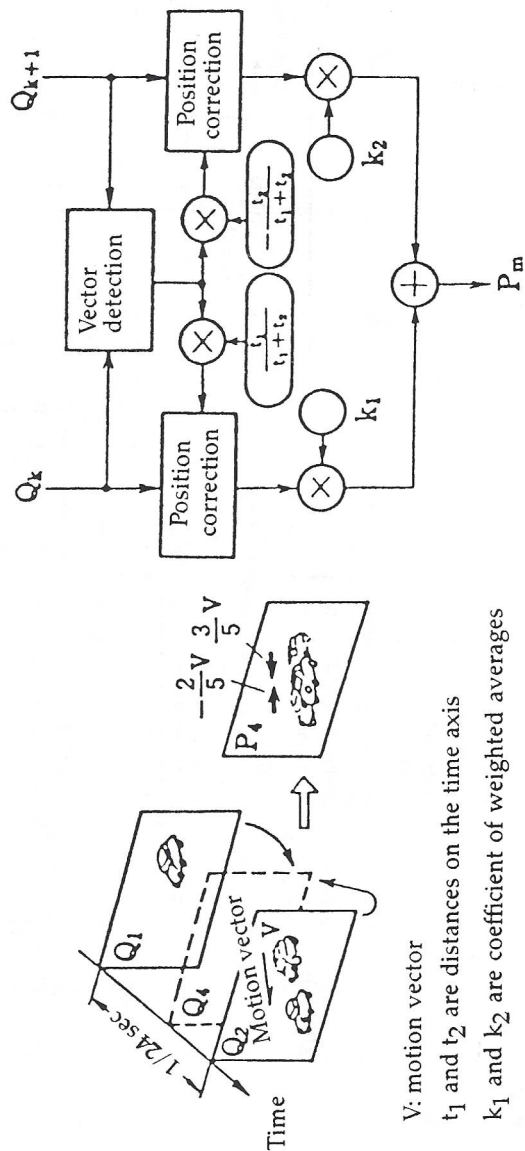 1/24 sec
Q₁
Q₄
Q₂
Motion vector
V
Time
P₄
-2/5 V
3/5 V
Qₖ
Qₖ₊₁
Vector
detection
Position
correction
Position
correction
×
×
t₁/t₁+t₂
-t₂/t₁+t₂
×
k₁
×
k₂
+
Pₘ
V: motion vector
t₁ and t₂ are distances on the time axis
k₁ and k₂ are coefficient of weighted averages